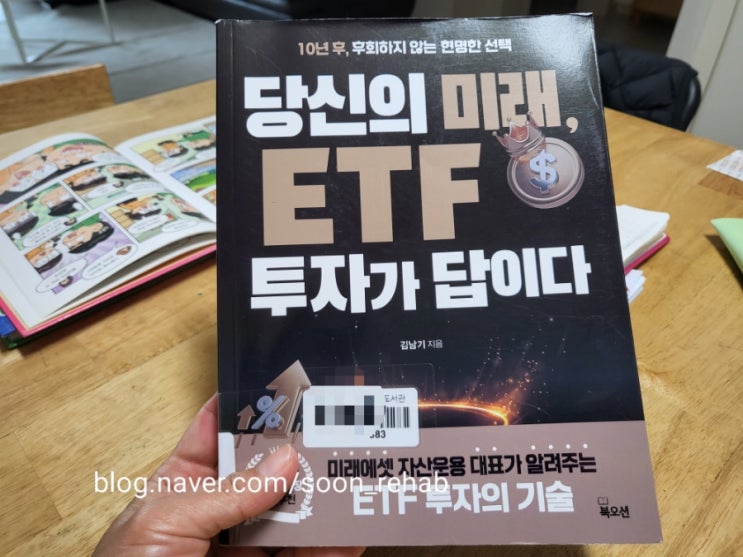 10년 후, 후회하지 않는 현명한 선택
당신의 미래,
ETF
$
투자가 답이다
김남기 지음
%
도서관
383
미래에셋 자산운용 대표가 알려주는
ETF 투자의 기술
북오션
blog.naver.com/soon_rehab